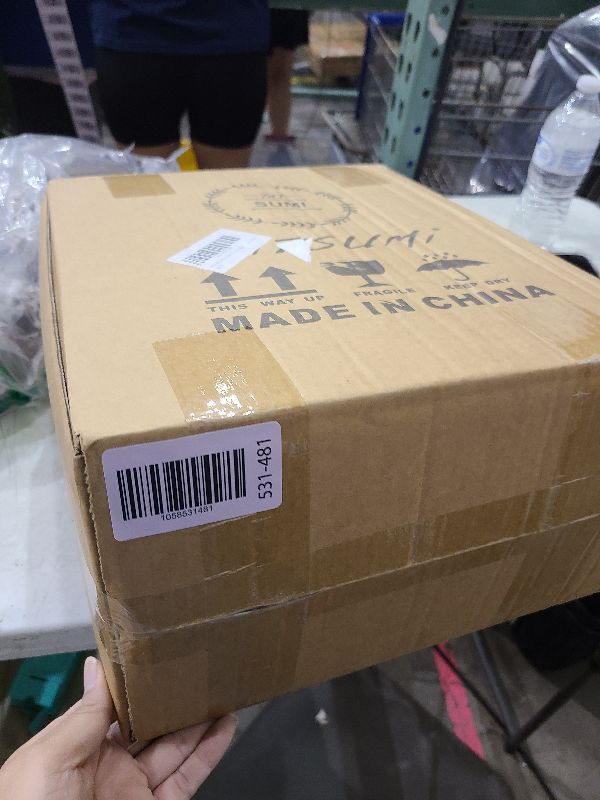 SUMI
THIS WAY UP
FRAGILE
KEEP DRY
MADE IN CHINA
1058531481
531-481